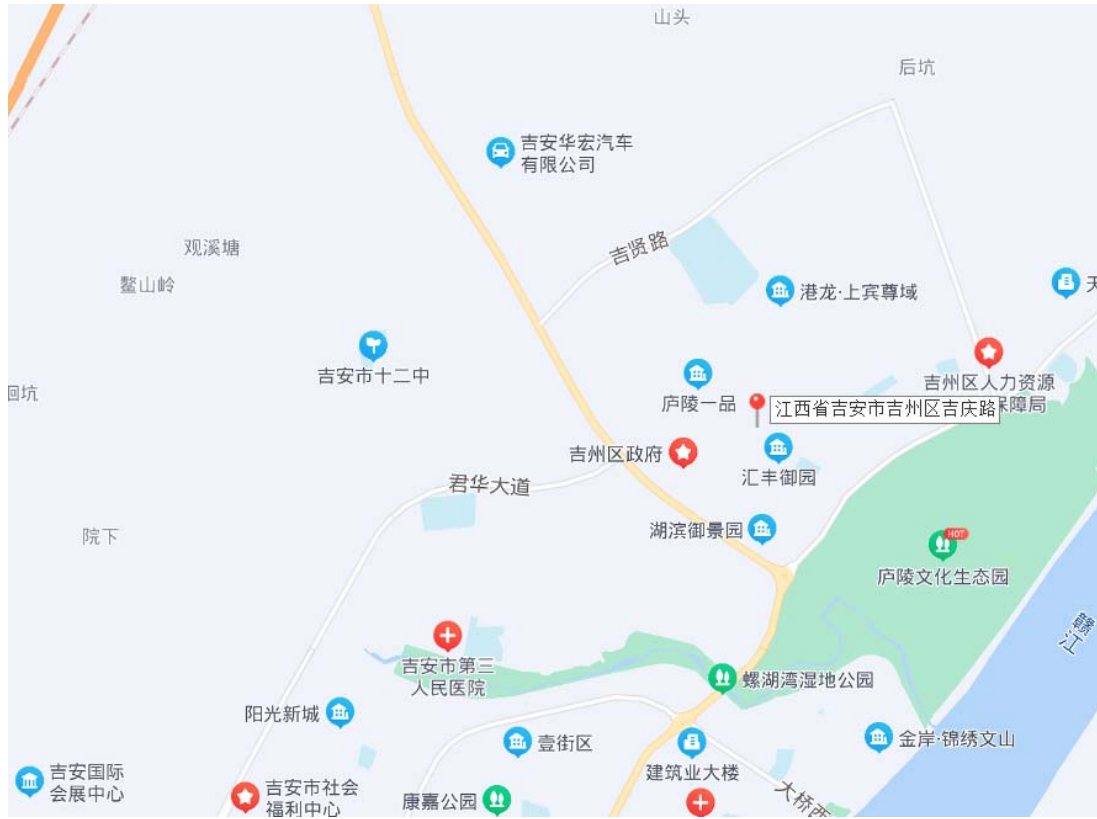 山头
后坑
吉安华宏汽车
有限公司
吉贤路
观溪塘
鳌山岭
港龙·上宾尊域
天
吉安市十二中
吉州区人力资源
保障局
回坑
庐陵一品
江西省吉安市吉州区吉庆路
吉州区政府
汇丰御园
君华大道
湖滨御景园
院下
HOT
庐陵文化生态园
赣江
吉安市第三
人民医院
螺湖湾湿地公园
阳光新城
壹街区
金岸·锦绣文山
建筑业大楼
吉安国际
会展中心
吉安市社会
福利中心
康嘉公园
大桥西